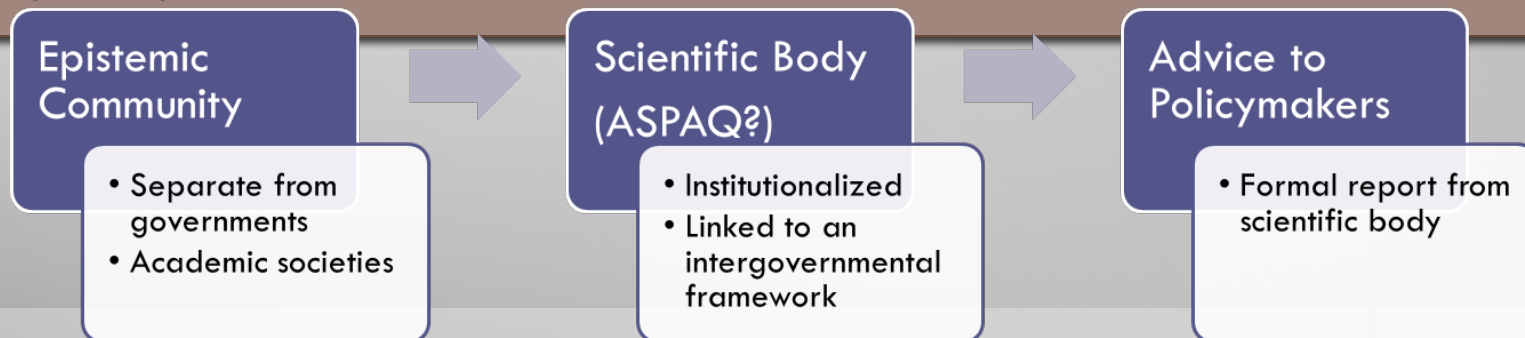 Epistemic
Community
• Separate from
governments
• Academic societies
Scientific Body
(ASPAQ?)
• Institutionalized
• Linked to an
intergovernmental
framework
Advice to
Policymakers
• Formal report from
scientific body